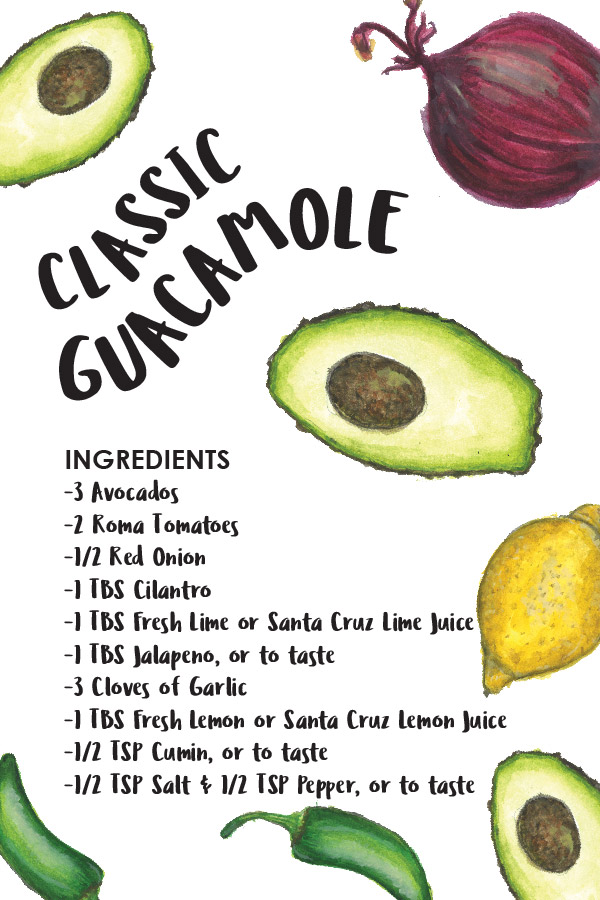 CLASSIC
GUACAMOLE
INGREDIENTS
-3 Avocados
-2 Roma Tomatoes
-1/2 Red Onion
-1 TBS Cilantro
-1 TBS Fresh Lime or Santa Cruz Lime Juice
-1 TBS Jalapeno, or to taste
-3 Cloves of Garlic
-1 TBS Fresh Lemon or Santa Cruz Lemon Juice
-1/2 TSP Cumin, or to taste
-1/2 TSP Salt & 1/2 TSP Pepper, or to taste